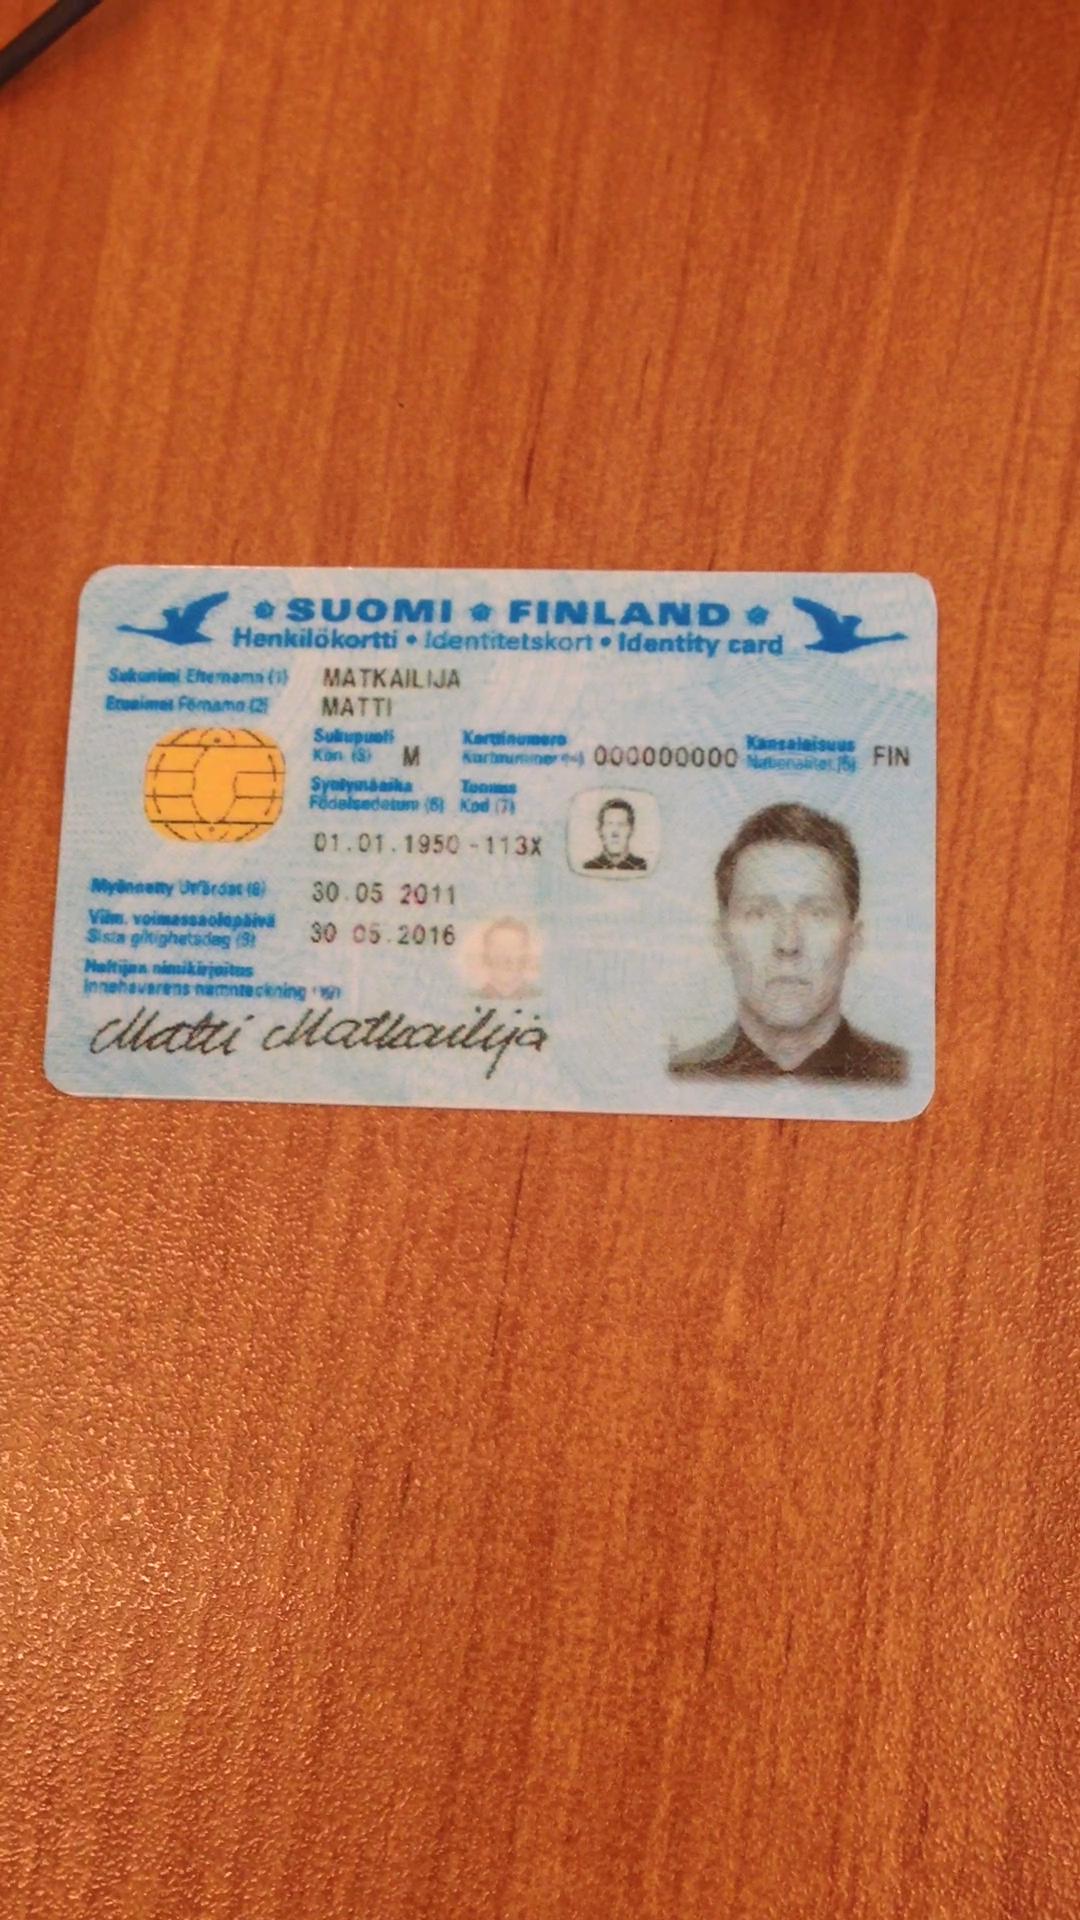 SUOMI FINLAND
Henkilökortti • Identitetskort • Identity card
Sukunimi Efternamn (1) MATKAILIJA
Etunimet Förnamn (2) MATTI
Sukupuoli Kortinumero Kansalaisuus
Kön (3) M Kortnummer (4) 000000000 Nationalitet (5) FIN
Syntymäaika Tunnus
Födelsedatum (6) Kod (7)
01.01.1950 -113X
Myönnetty Utfärdat (8) 30.05 2011
Viim. voimassaolopäivä
Sista giltighetsdag (9) 30 05.2016
Haltijan nimikirjoitus
Innehavarens namnteckning (10)
Matti Matkailija